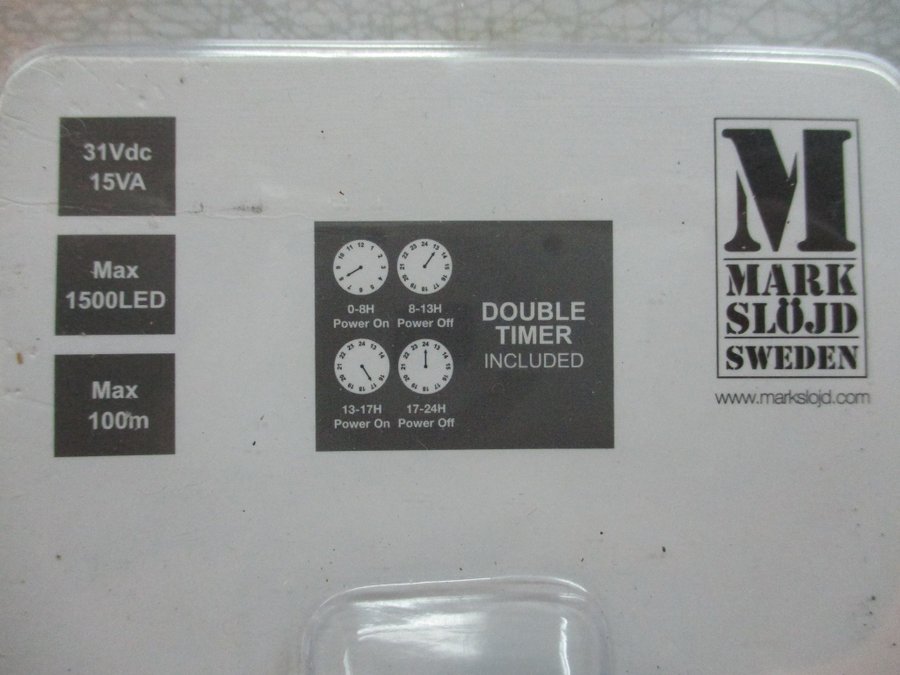 31Vdc
15VA
Max
1500LED
Max
100m
0-8H
Power On
8-13H
Power Off
13-17H
Power On
17-24H
Power Off
DOUBLE
TIMER
INCLUDED
M
MARK
SLÖJD
SWEDEN
www.markslojd.com